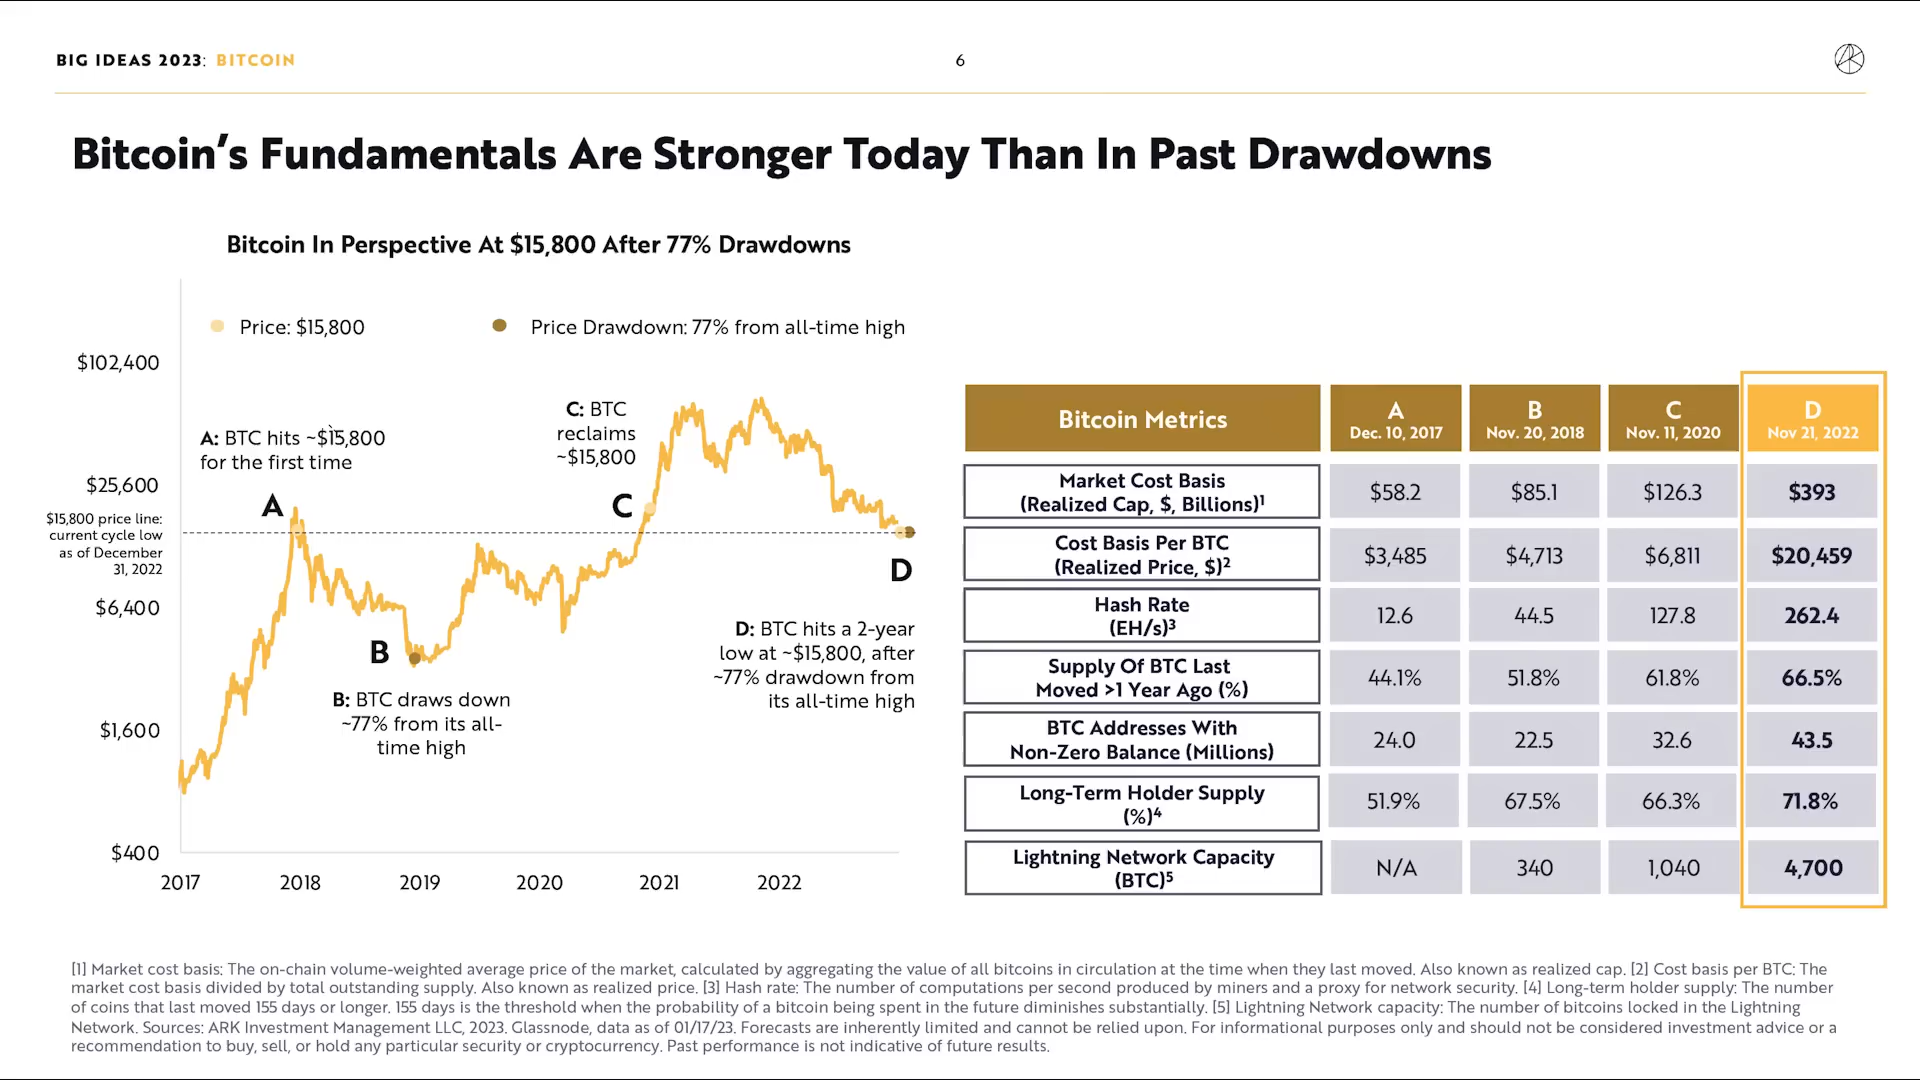 BIG IDEAS 2023: BITCOIN
6
Bitcoin’s Fundamentals Are Stronger Today Than In Past Drawdowns
Bitcoin In Perspective At $15,800 After 77% Drawdowns
Price: $15,800
Price Drawdown: 77% from all-time high
$102,400
$25,600
$15,800 price line:
current cycle low
as of December
31, 2022
$6,400
$1,600
$400
2017
2018
2019
2020
2021
2022
A: BTC hits ~$15,800
for the first time
A
B
B: BTC draws down
~77% from its all-
time high
C: BTC
reclaims
~$15,800
C
D
D: BTC hits a 2-year
low at ~$15,800, after
~77% drawdown from
its all-time high
Bitcoin Metrics
A
Dec. 10, 2017
B
Nov. 20, 2018
C
Nov. 11, 2020
D
Nov 21, 2022
Market Cost Basis
(Realized Cap, $, Billions)¹
$58.2
$85.1
$126.3
$393
Cost Basis Per BTC
(Realized Price, $)²
$3,485
$4,713
$6,811
$20,459
Hash Rate
(EH/s)³
12.6
44.5
127.8
262.4
Supply Of BTC Last
Moved >1 Year Ago (%)
44.1%
51.8%
61.8%
66.5%
BTC Addresses With
Non-Zero Balance (Millions)
24.0
22.5
32.6
43.5
Long-Term Holder Supply
(%)⁴
51.9%
67.5%
66.3%
71.8%
Lightning Network Capacity
(BTC)⁵
N/A
340
1,040
4,700
[1] Market cost basis: The on-chain volume-weighted average price of the market, calculated by aggregating the value of all bitcoins in circulation at the time when they last moved. Also known as realized cap. [2] Cost basis per BTC: The
market cost basis divided by total outstanding supply. Also known as realized price. [3] Hash rate: The number of computations per second produced by miners and a proxy for network security. [4] Long-term holder supply: The number
of coins that last moved 155 days or longer. 155 days is the threshold when the probability of a bitcoin being spent in the future diminishes substantially. [5] Lightning Network capacity: The number of bitcoins locked in the Lightning
Network. Sources: ARK Investment Management LLC, 2023. Glassnode, data as of 01/17/23. Forecasts are inherently limited and cannot be relied upon. For informational purposes only and should not be considered investment advice or a
recommendation to buy, sell, or hold any particular security or cryptocurrency. Past performance is not indicative of future results.